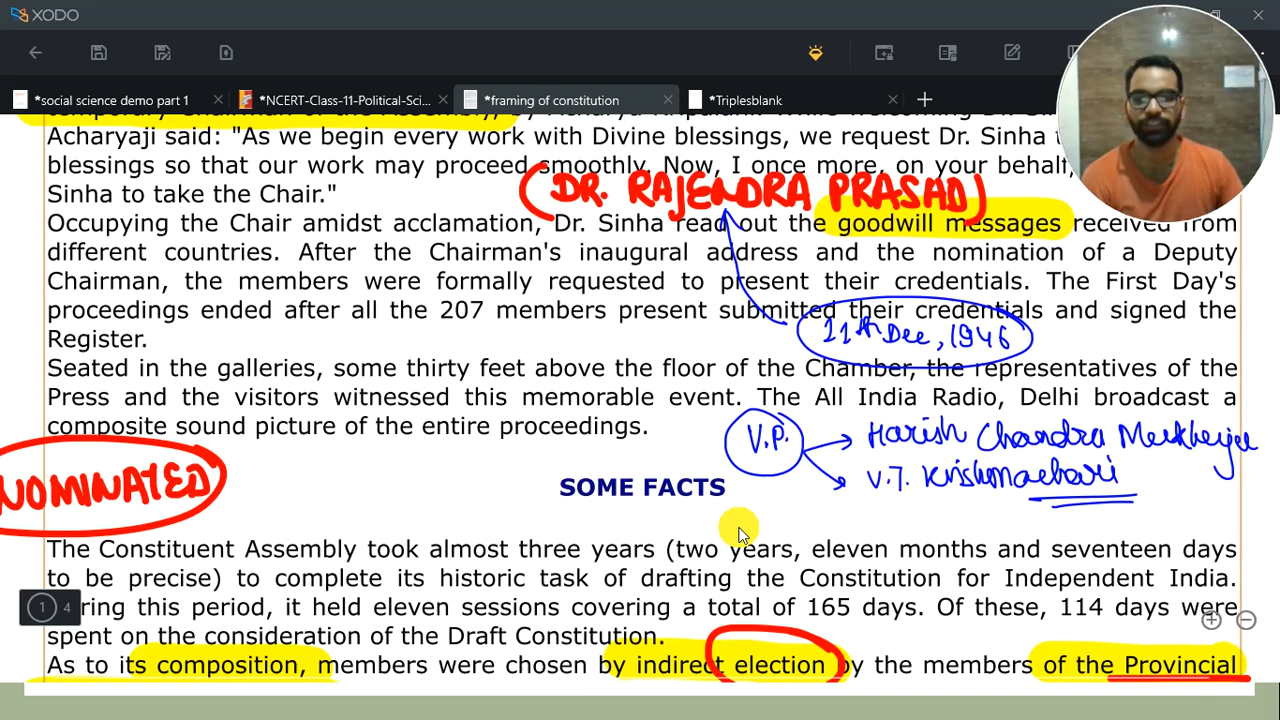 XODO
*social science demo part 1
*NCERT-Class-11-Political-Sci...
*framing of constitution
*Triplesblank
Acharyaji said: "As we begin every work with Divine blessings, we request Dr. Sinha
blessings so that our work may proceed smoothly. Now, I once more, on your behalf,
Sinha to take the Chair."
(DR. RAJENDRA PRASAD)
Occupying the Chair amidst acclamation, Dr. Sinha read out the goodwill messages received from
different countries. After the Chairman's inaugural address and the nomination of a Deputy
Chairman, the members were formally requested to present their credentials. The First Day's
proceedings ended after all the 207 members present submitted their credentials and signed the
Register.
11th Dec, 1946
Seated in the galleries, some thirty feet above the floor of the Chamber, the representatives of the
Press and the visitors witnessed this memorable event. The All India Radio, Delhi broadcast a
composite sound picture of the entire proceedings.
V.P.
Harish Chandra Mukherjee
V.T. Krishnachari
NOMINATED
SOME FACTS
The Constituent Assembly took almost three years (two years, eleven months and seventeen days
to be precise) to complete its historic task of drafting the Constitution for Independent India.
ring this period, it held eleven sessions covering a total of 165 days. Of these, 114 days were
spent on the consideration of the Draft Constitution.
As to its composition, members were chosen by indirect election by the members of the Provincial
1 4